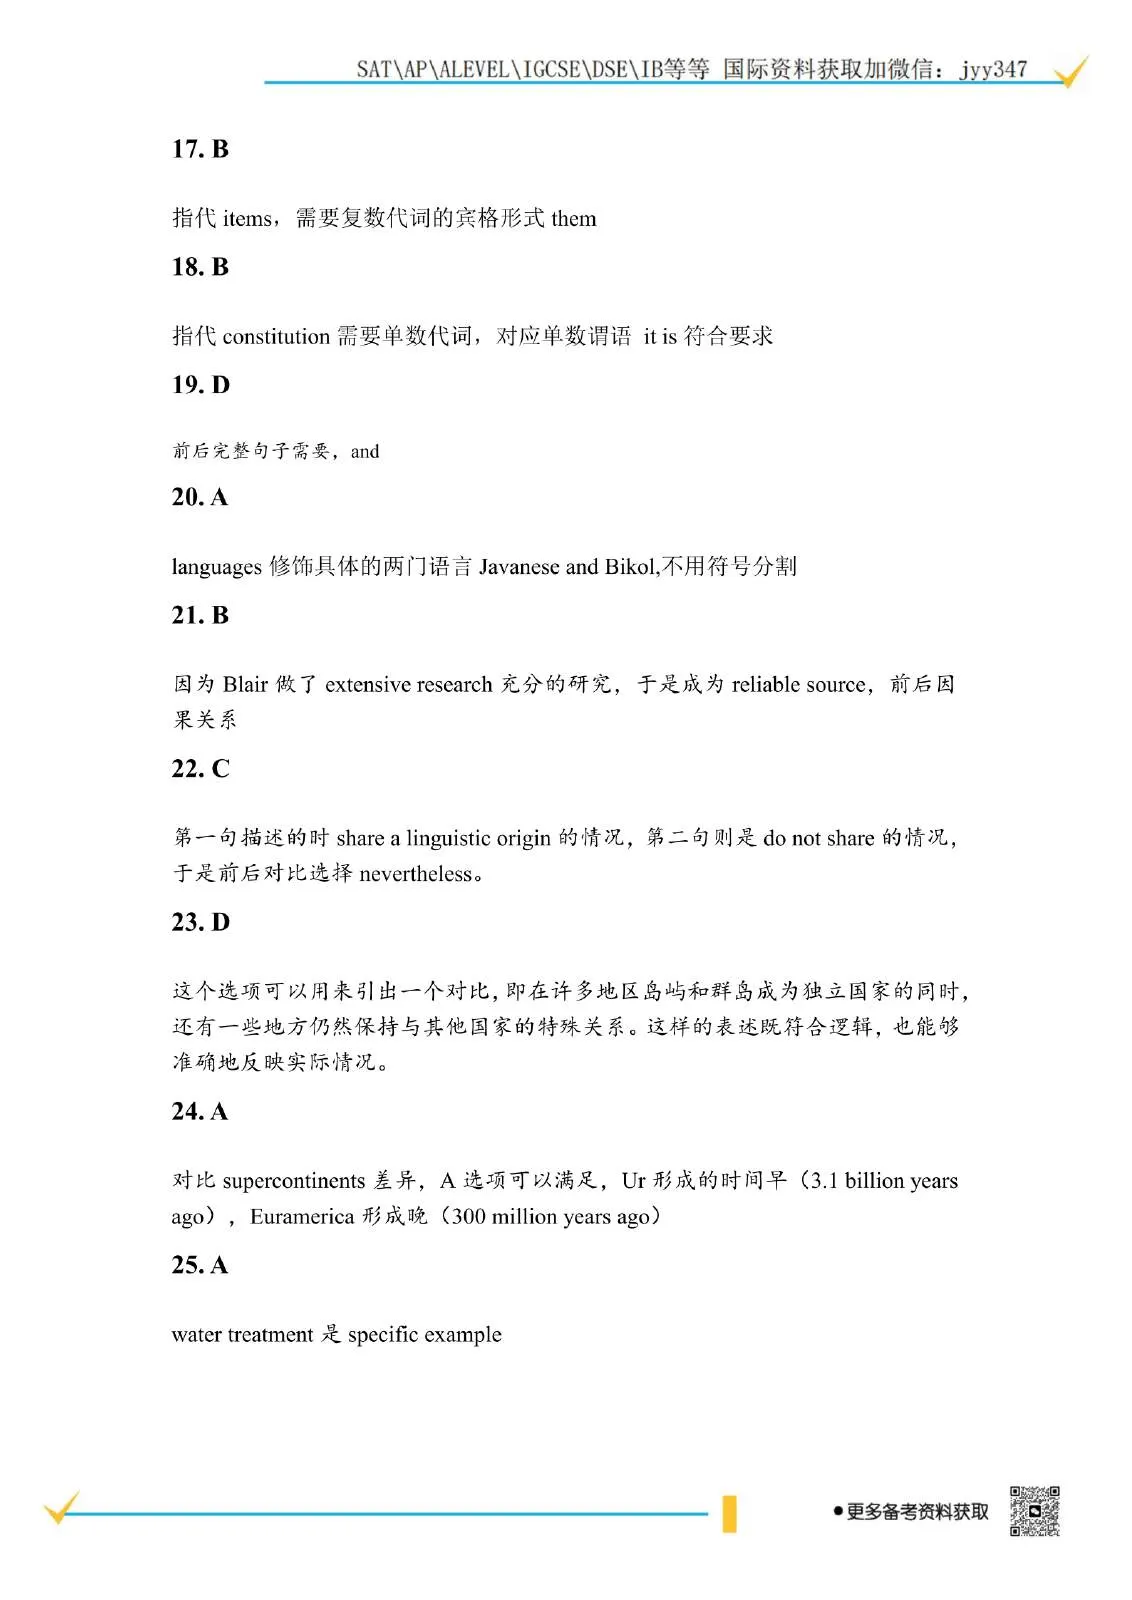 SAT\AP\ALEVEL\IGCSE\DSE\IB等等 国际资料获取加微信：jyy347
17. B
指代 items，需要复数代词的宾格形式 them
18. B
指代 constitution 需要单数代词，对应单数谓语 it is 符合要求
19. D
前后完整句子需要，and
20. A
languages 修饰具体的两门语言 Javanese and Bikol,不用符号分割
21. B
因为 Blair 做了 extensive research 充分的研究，于是成为 reliable source，前后因
果关系
22. C
第一句描述的时 share a linguistic origin 的情况，第二句则是 do not share 的情况，
于是前后对比选择 nevertheless。
23. D
这个选项可以用来引出一个对比，即在许多地区岛屿和群岛成为独立国家的同时，
还有一些地方仍然保持与其他国家的特殊关系。这样的表述既符合逻辑，也能够
准确地反映实际情况。
24. A
对比 supercontinents 差异，A 选项可以满足，Ur 形成的时间早（3.1 billion years
ago），Euramerica 形成晚（300 million years ago）
25. A
water treatment 是 specific example
●更多备考资料获取